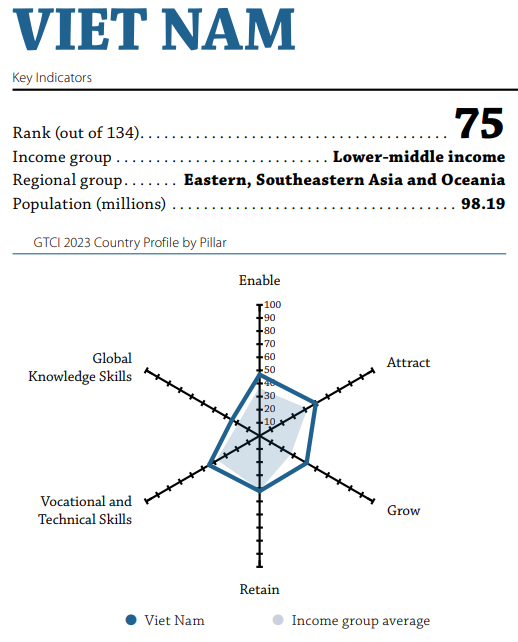 VIET NAM
Key Indicators
Rank (out of 134)........................................ 75
Income group ............................ Lower-middle income
Regional group....... Eastern, Southeastern Asia and Oceania
Population (millions) ..................................... 98.19
GTCI 2023 Country Profile by Pillar
Enable
100
90
80
70
60
50
40
30
20
10
Global
Knowledge Skills
Attract
Vocational and
Technical Skills
Grow
Retain
Viet Nam
Income group average